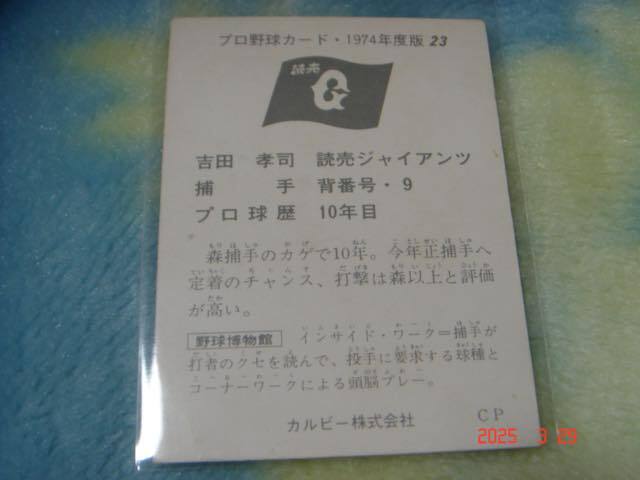 プロ野球カード・1974年度版 23
読売
G
吉田 孝司 読売ジャイアンツ
捕手 背番号・9
プロ球歴 10年目
森捕手のカゲで10年。今年正捕手へ
定着のチャンス、打撃は森以上と評価
が高い。
野球博物館 インサイド・ワーク＝捕手が
打者のクセを読んで、投手に要求する球種と
コーナーワークによる頭脳プレー。
カルビー株式会社 CP
2025 3 29